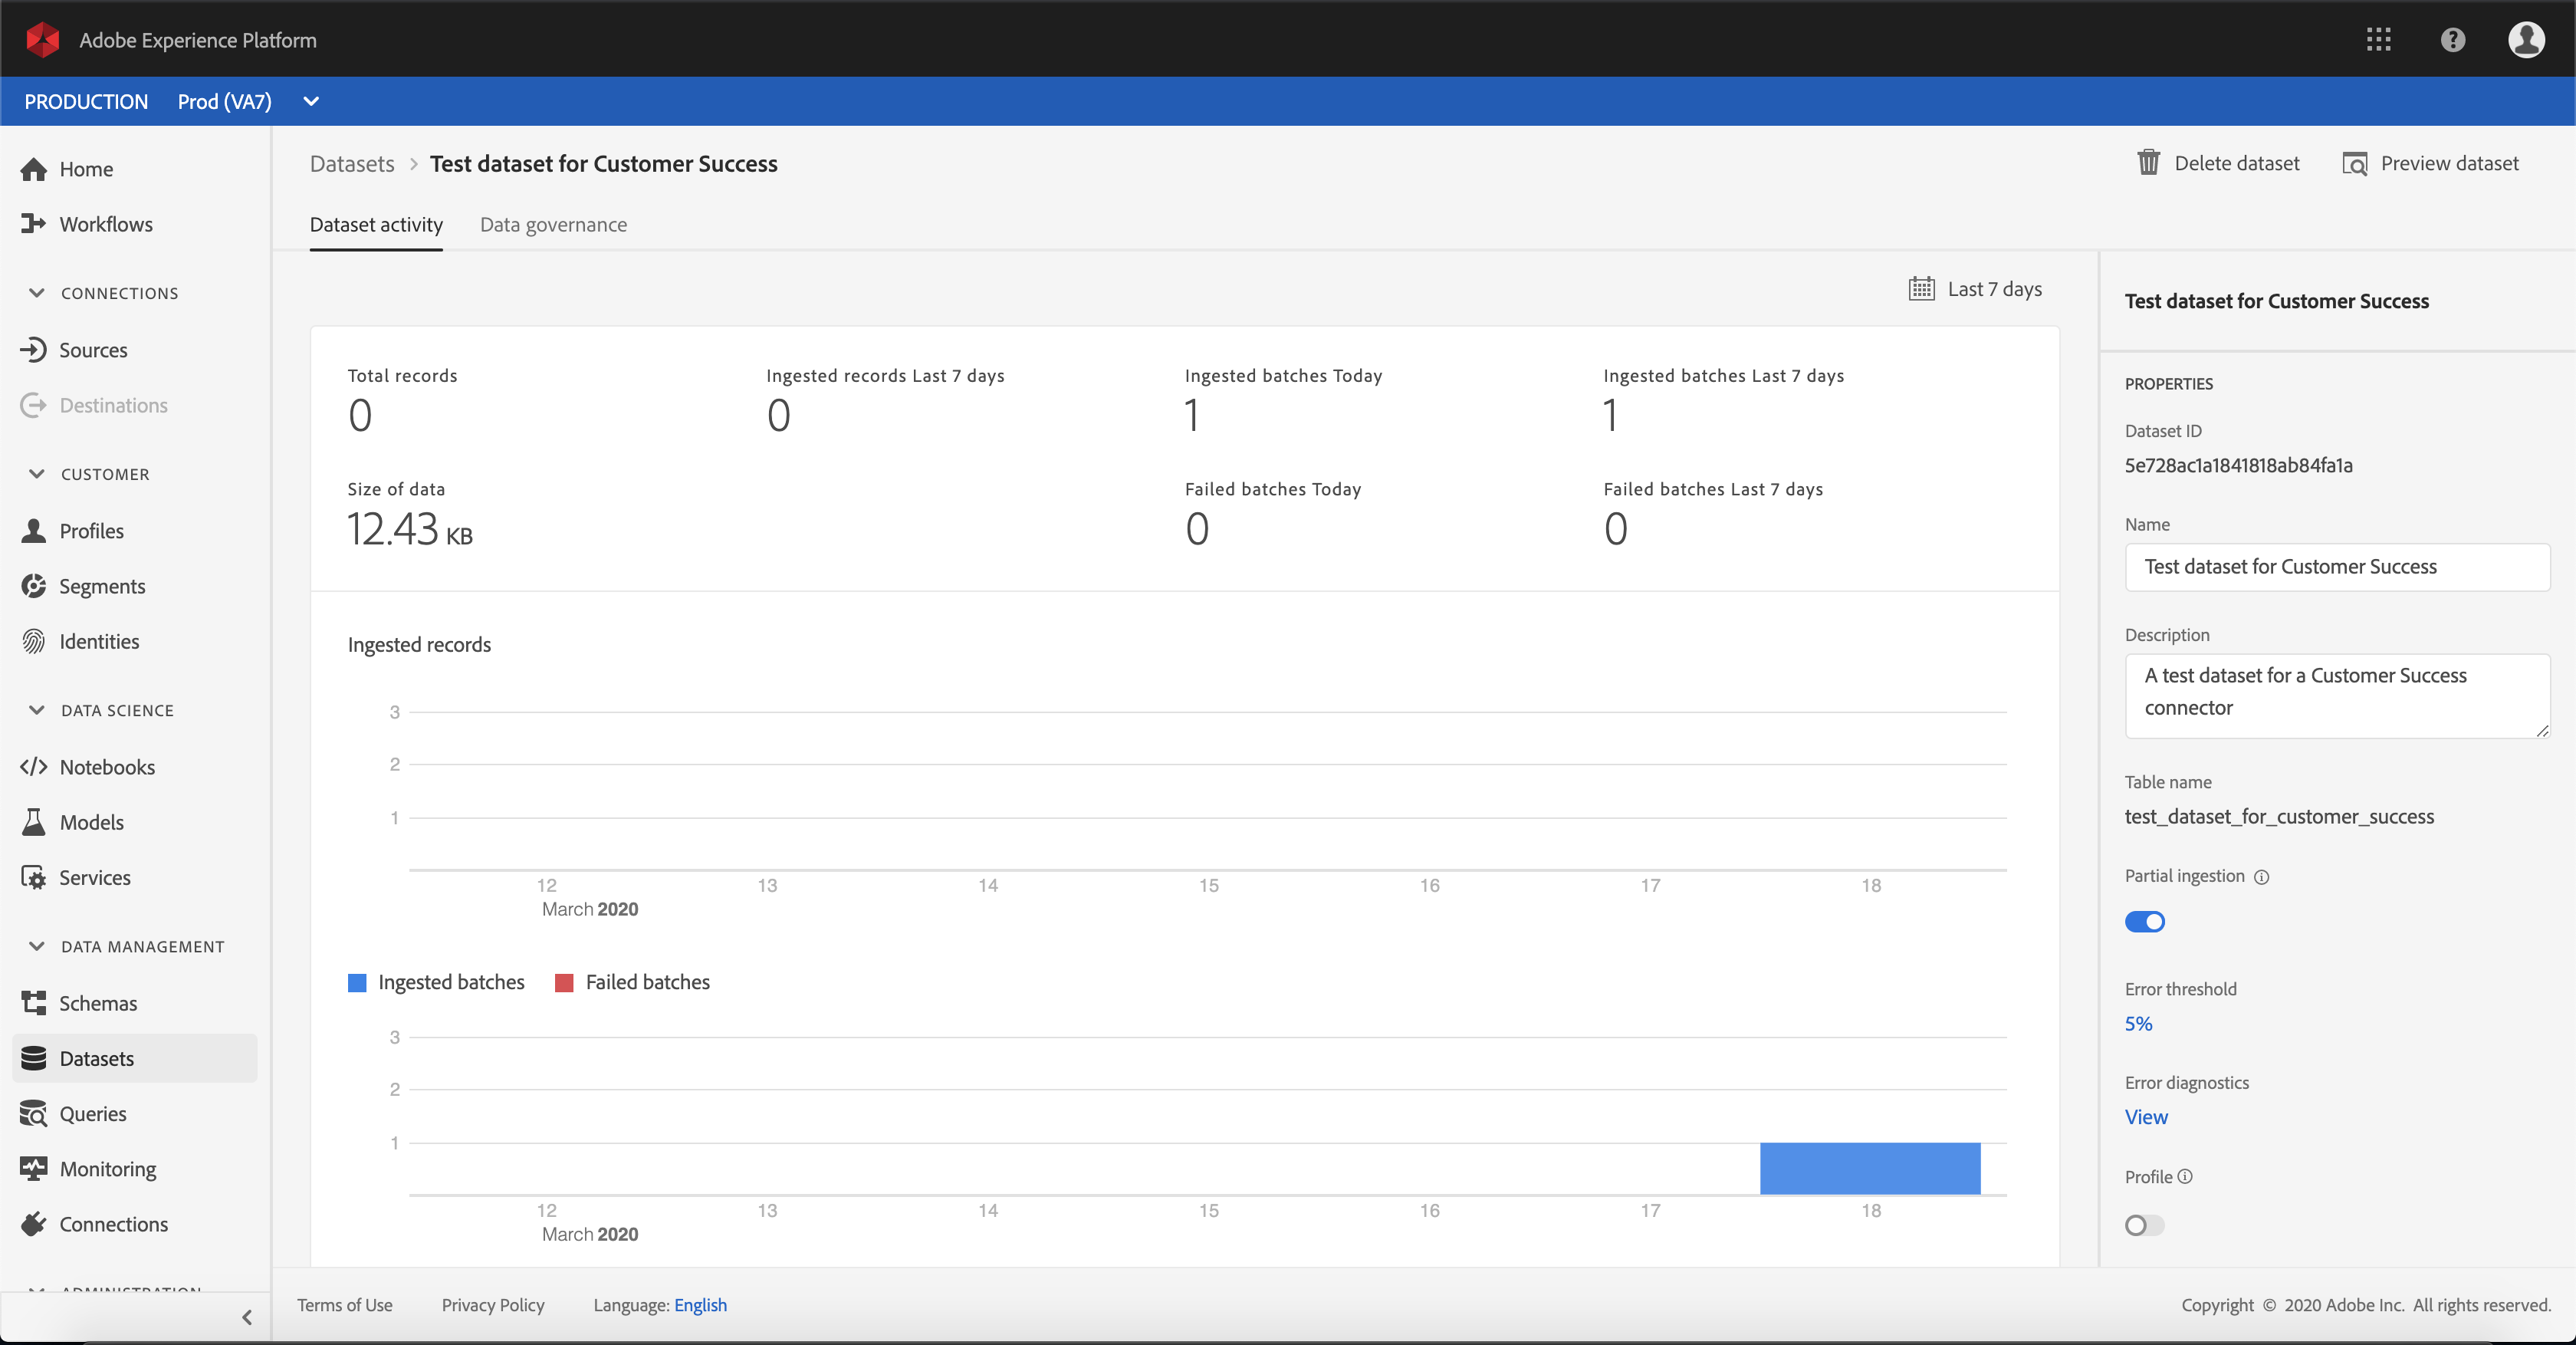 Adobe Experience Platform
PRODUCTION Prod (VA7)
Home
Workflows
CONNECTIONS
Sources
Destinations
CUSTOMER
Profiles
Segments
Identities
DATA SCIENCE
Notebooks
Models
Services
DATA MANAGEMENT
Schemas
Datasets
Queries
Monitoring
Connections
ADMINISTRATION
Datasets > Test dataset for Customer Success
Delete dataset
Preview dataset
Dataset activity Data governance
Last 7 days
Total records
0
Ingested records Last 7 days
0
Ingested batches Today
1
Ingested batches Last 7 days
1
Size of data
12.43 KB
Failed batches Today
0
Failed batches Last 7 days
0
Ingested records
3
2
1
12 13 14 15 16 17 18
March 2020
Ingested batches Failed batches
3
2
1
12 13 14 15 16 17 18
March 2020
Test dataset for Customer Success
PROPERTIES
Dataset ID
5e728ac1a1841818ab84fa1a
Name
Test dataset for Customer Success
Description
A test dataset for a Customer Success
connector
Table name
test_dataset_for_customer_success
Partial ingestion
Error threshold
5%
Error diagnostics
View
Profile
Terms of Use Privacy Policy Language: English
Copyright © 2020 Adobe Inc. All rights reserved.